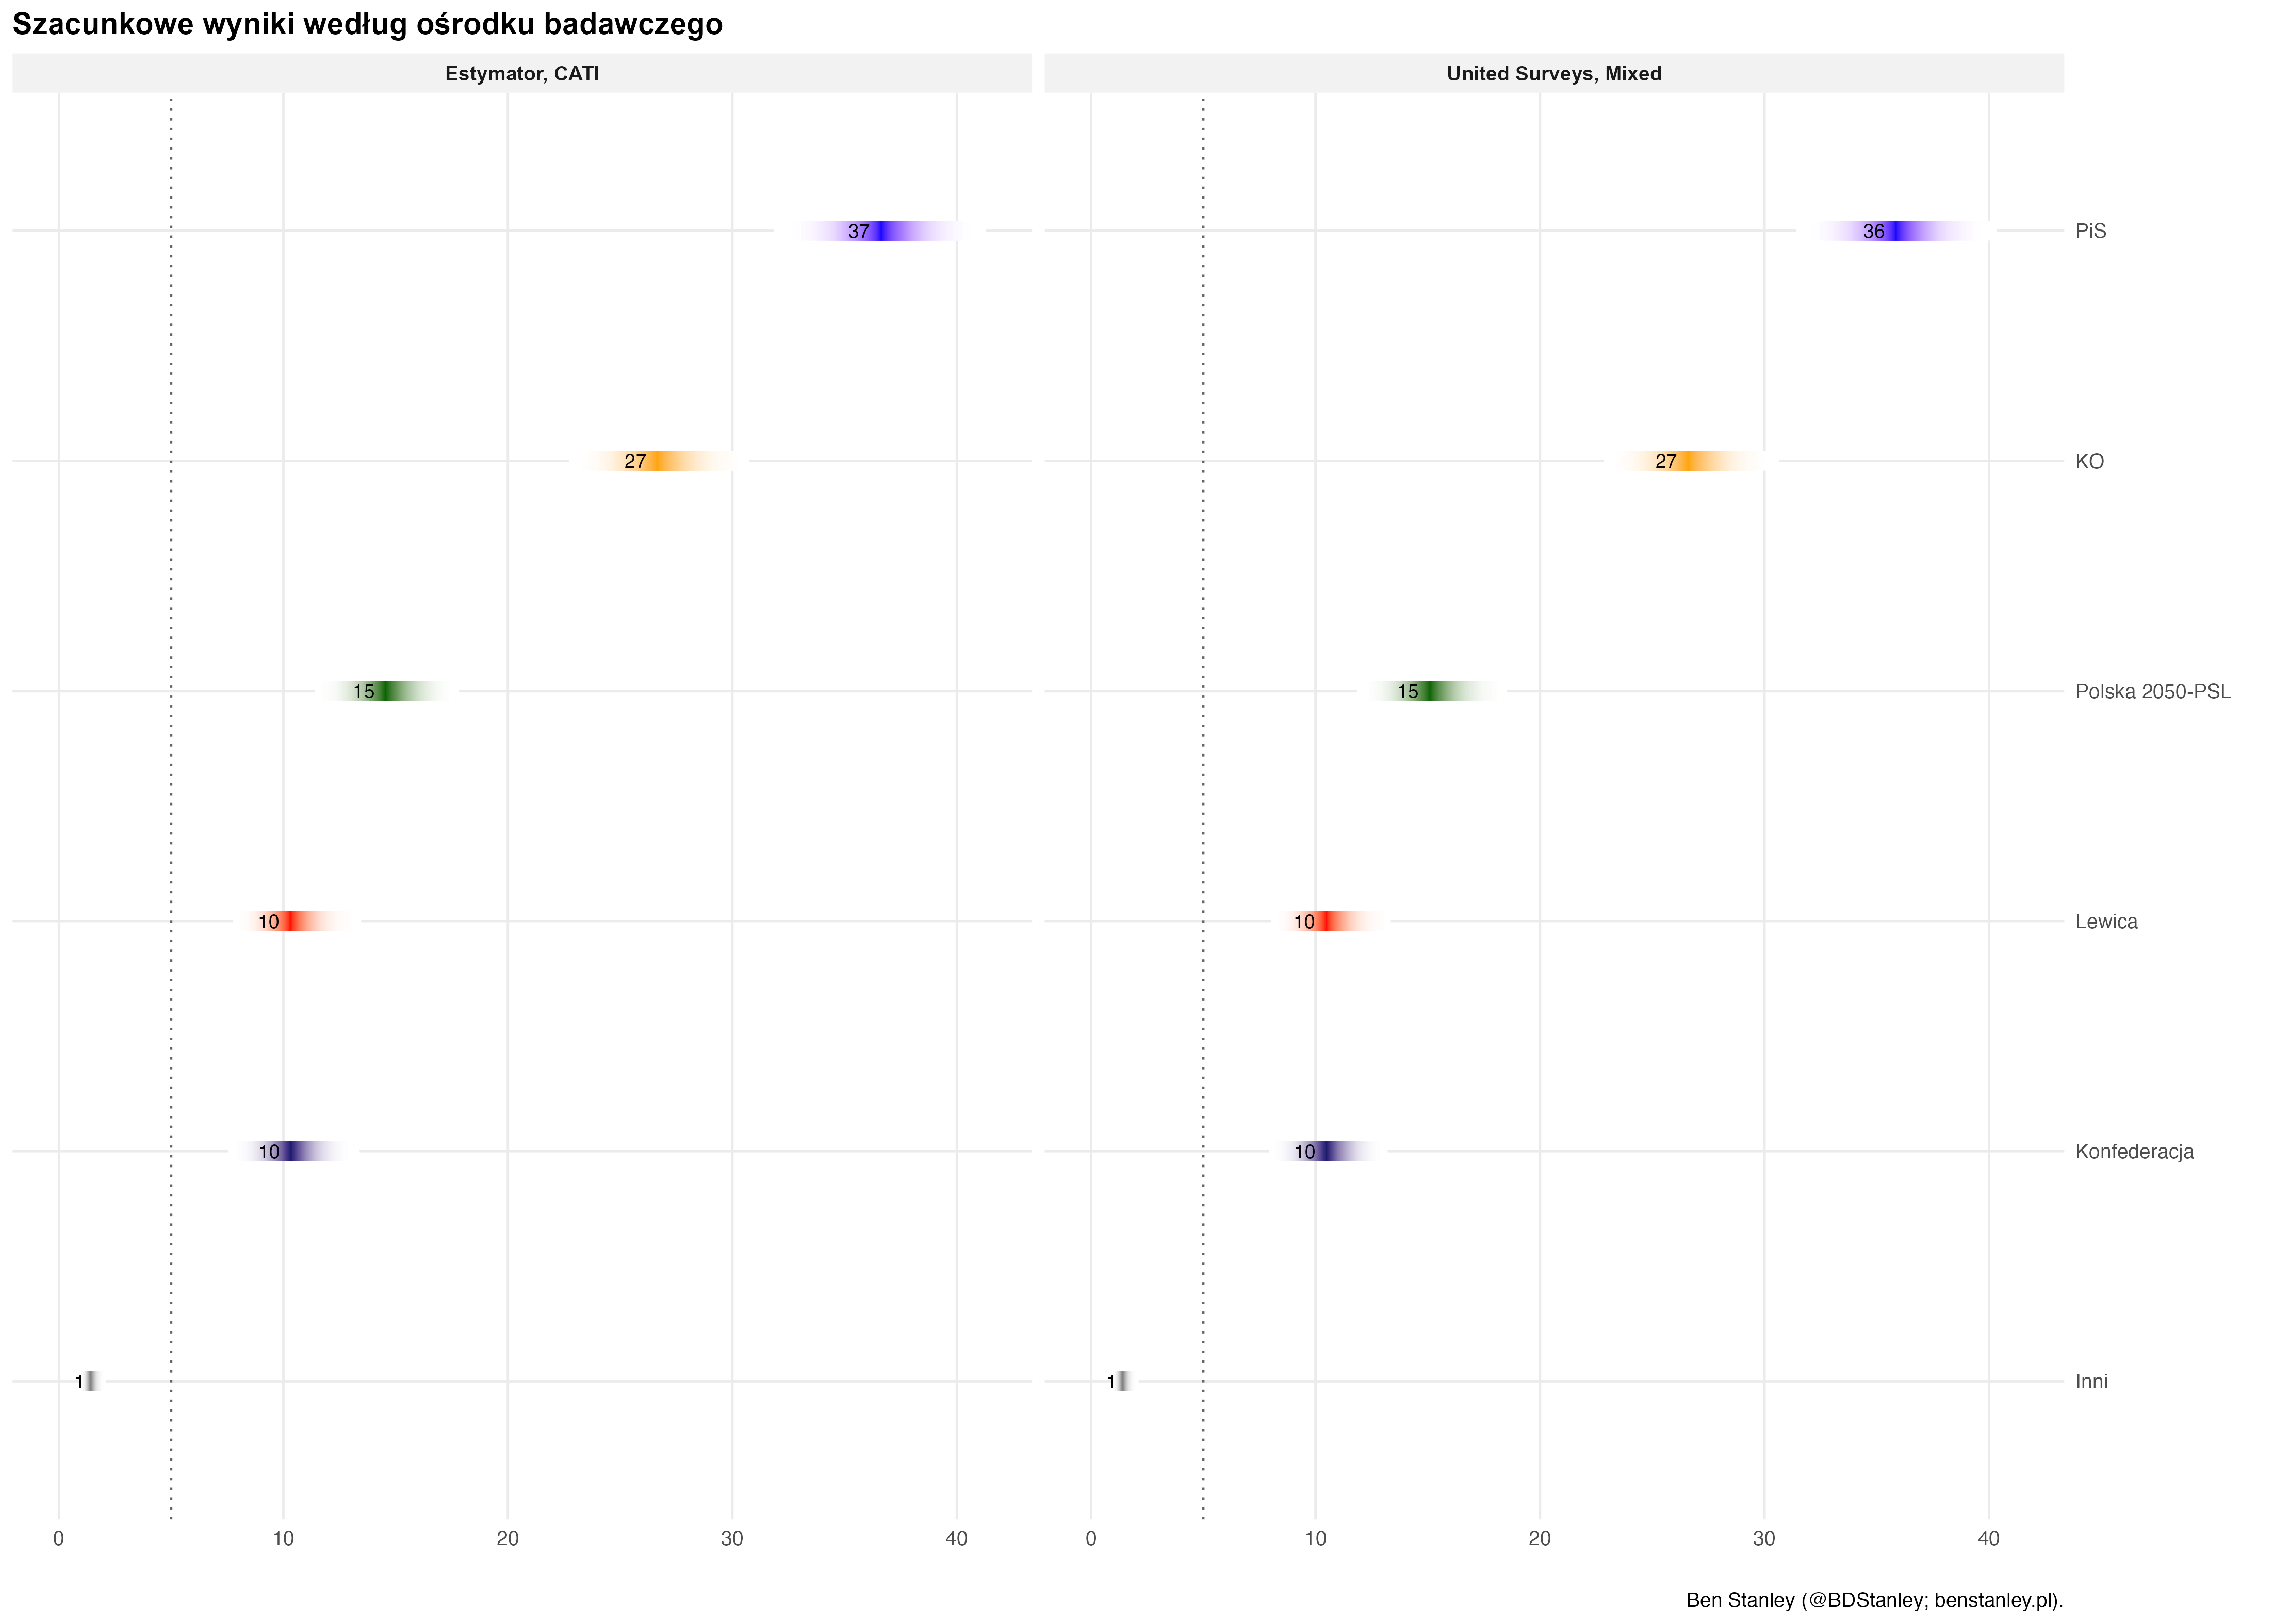 Szacunkowe wyniki według ośrodku badawczego
Estymator, CATI
United Surveys, Mixed
37
36
PiS
27
27
KO
15
15
Polska 2050-PSL
10
10
Lewica
10
10
Konfederacja
1
1
Inni
0 10 20 30 40
0 10 20 30 40
Ben Stanley (@BDStanley; benstanley.pl).